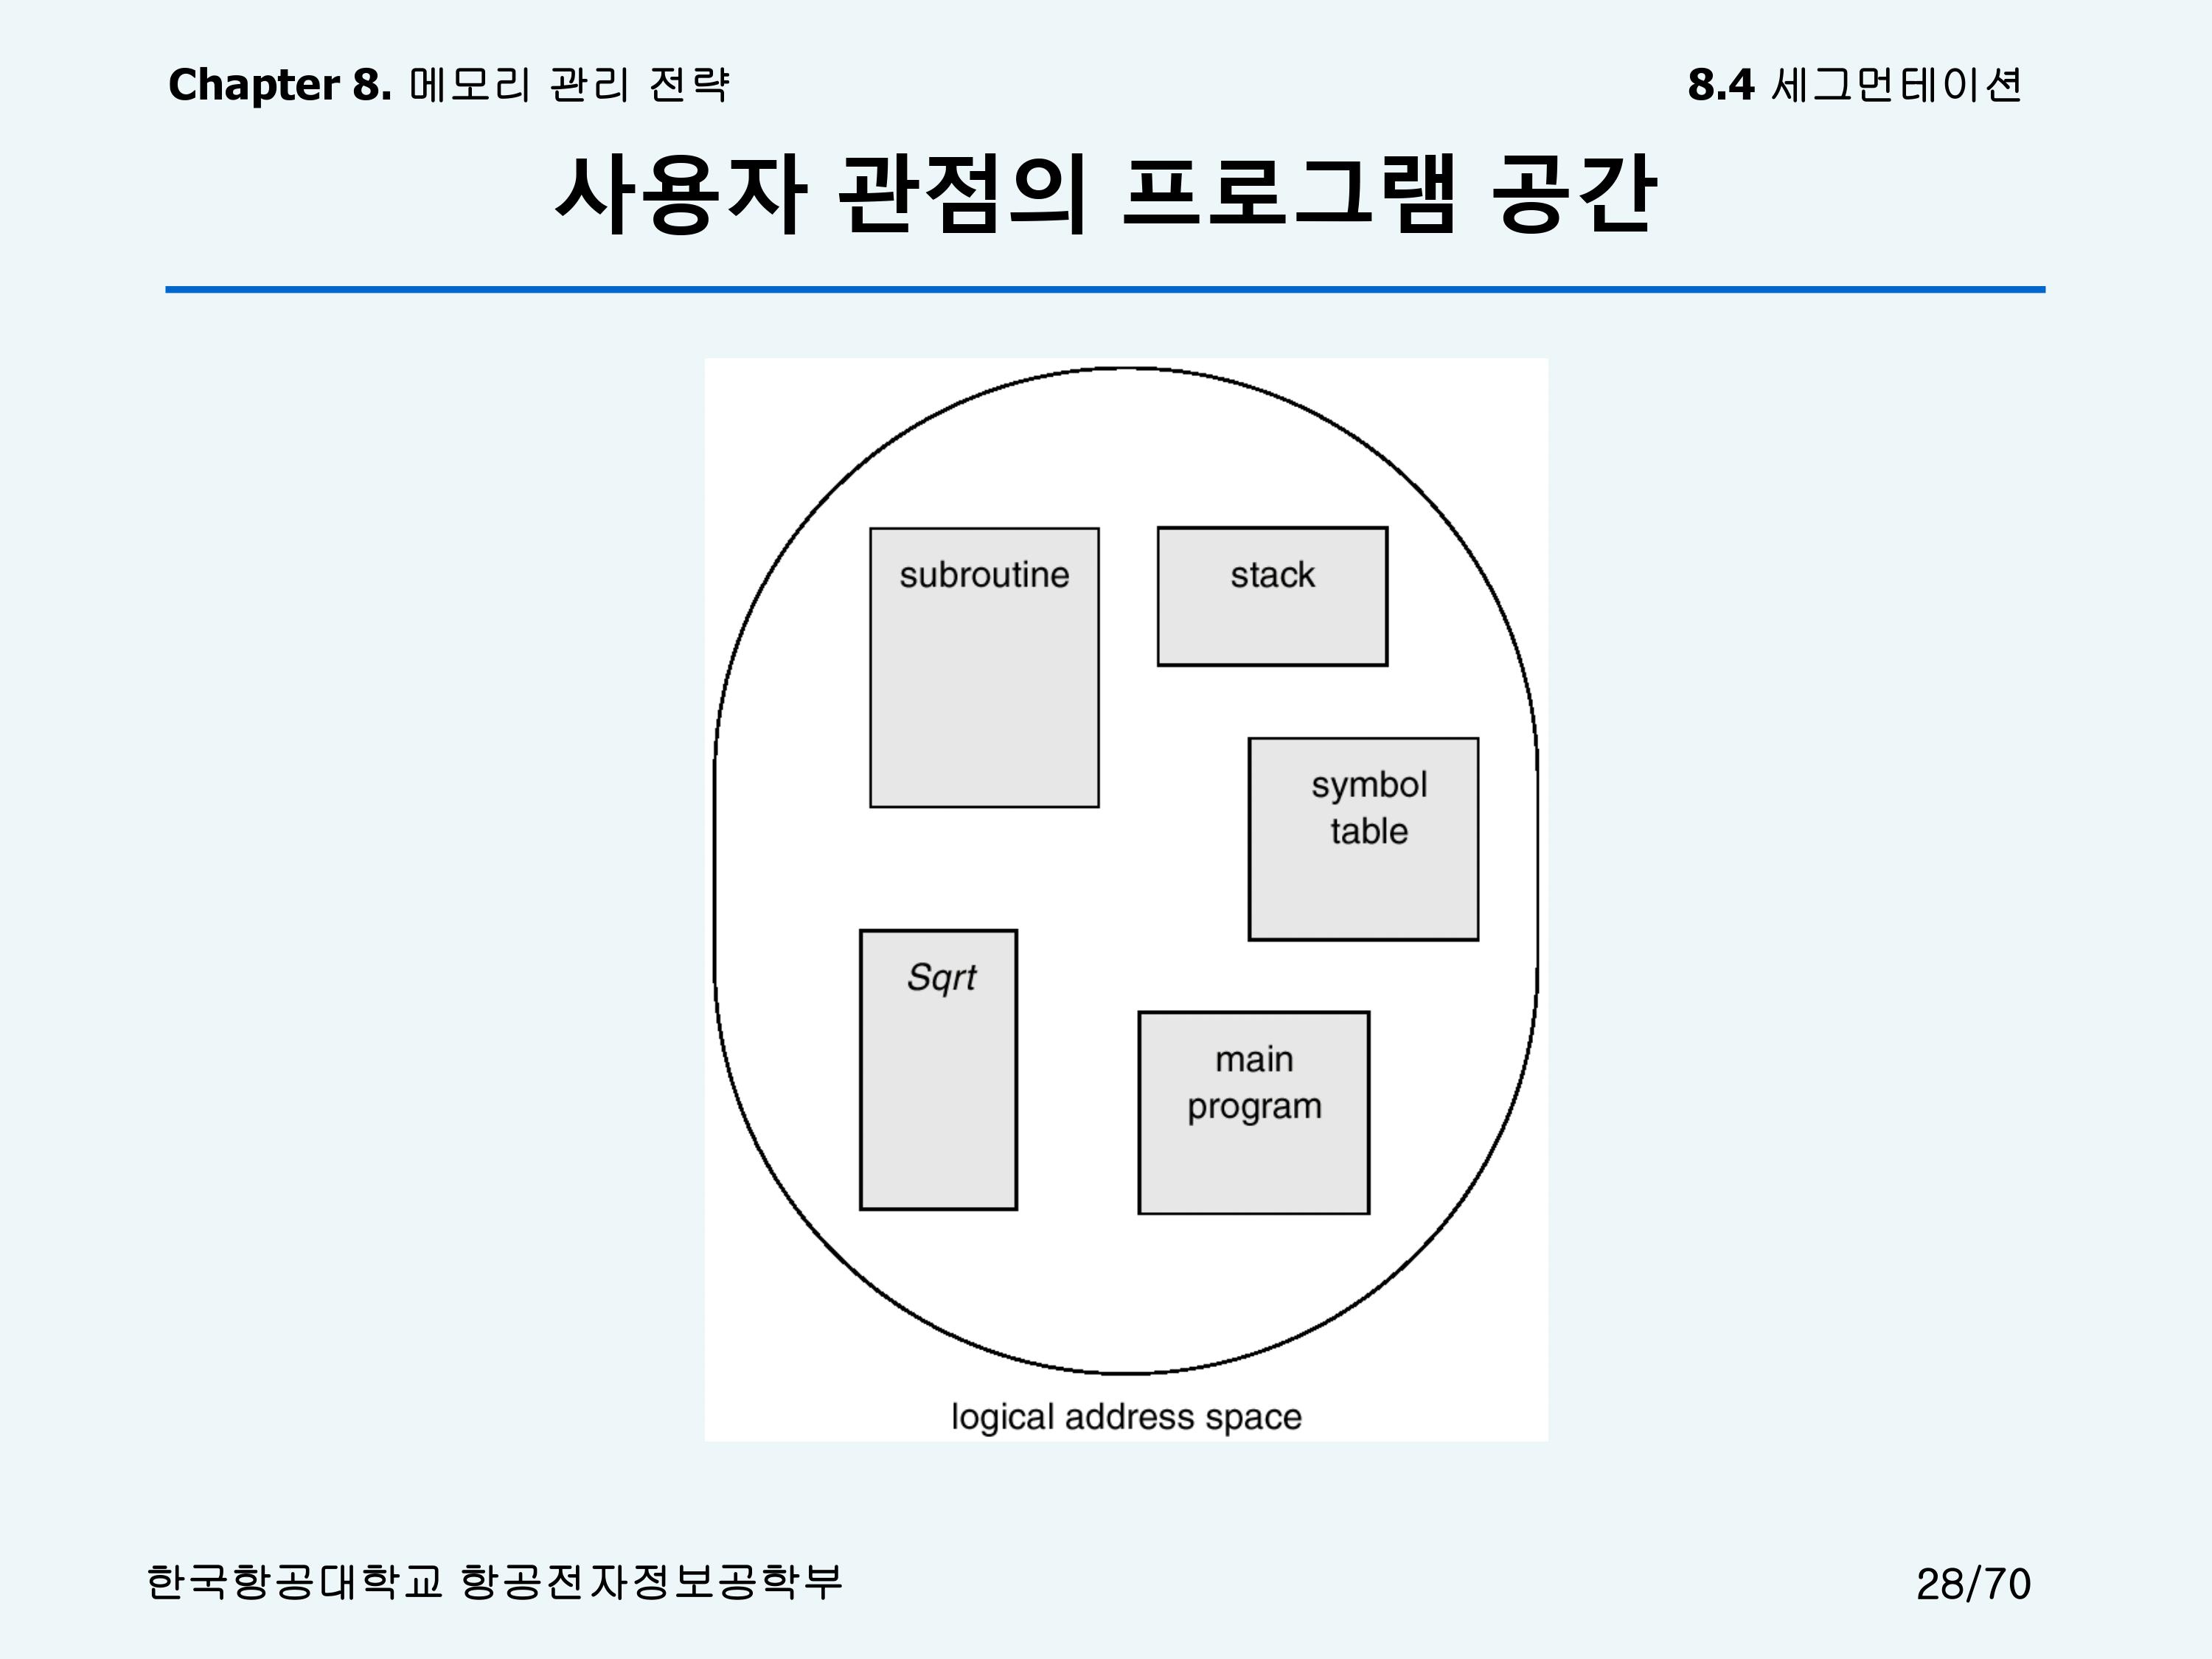 Chapter 8. 메모리 관리 전략
8.4 세그먼테이션
사용자 관점의 프로그램 공간
subroutine
stack
symbol
table
Sqrt
main
program
logical address space
한국항공대학교 항공전자정보공학부
28/70